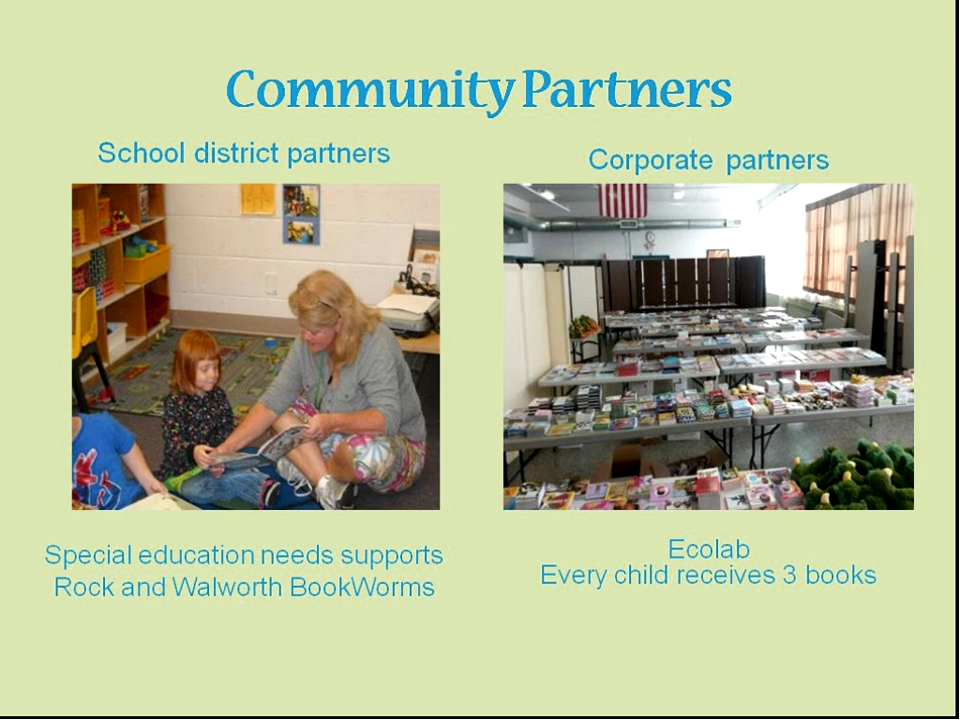 Community Partners
School district partners
Corporate partners
Special education needs supports
Rock and Walworth BookWorms
Ecolab
Every child receives 3 books